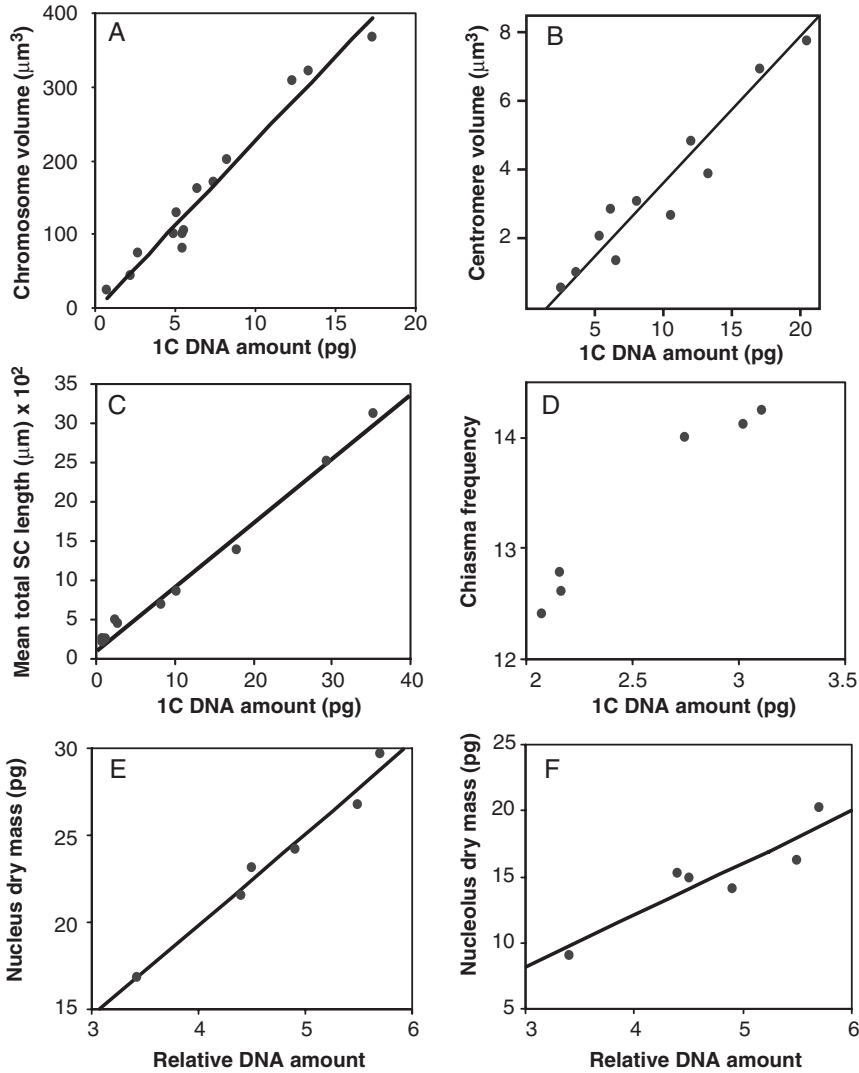 A
Chromosome volume (μm³)
400
300
200
100
0
0 5 10 15 20
1C DNA amount (pg)
B
Centromere volume (μm³)
8
6
4
2
5 10 15 20
1C DNA amount (pg)
C
Mean total SC length (μm) x 10²
35
30
25
20
15
10
5
0
0 10 20 30 40
1C DNA amount (pg)
D
Chiasma frequency
14
13
12
2 2.5 3 3.5
1C DNA amount (pg)
E
Nucleus dry mass (pg)
30
25
20
15
3 4 5 6
Relative DNA amount
F
Nucleolus dry mass (pg)
25
20
15
10
5
3 4 5 6
Relative DNA amount